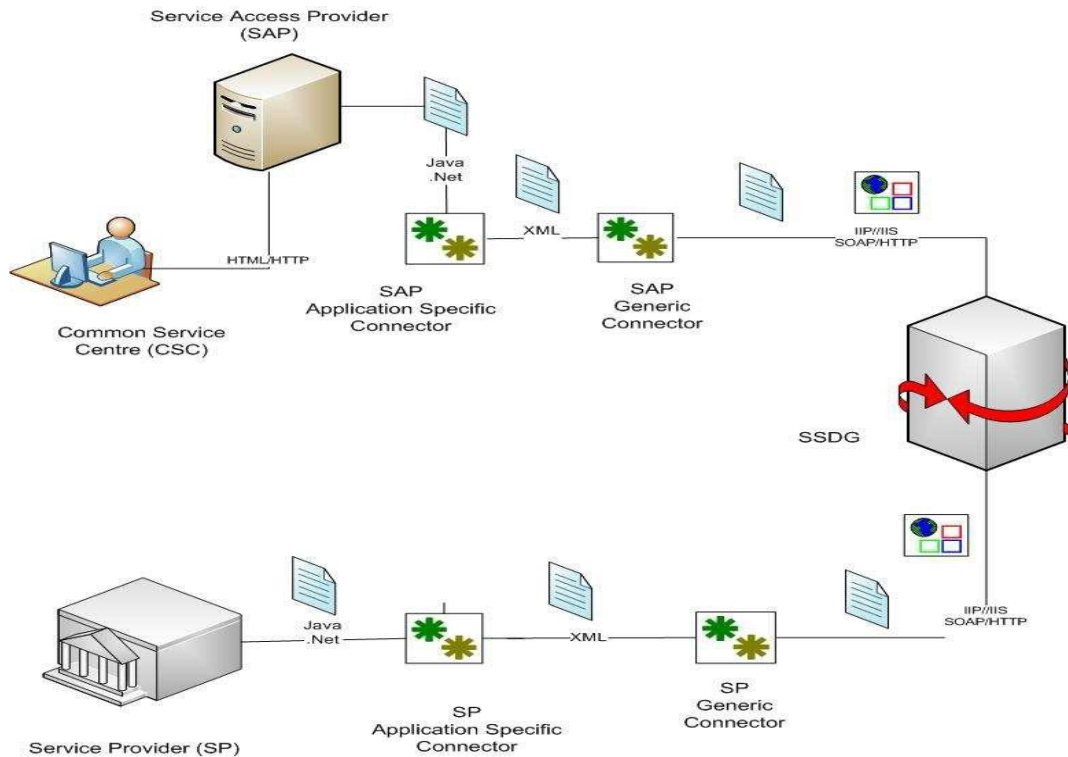 Service Access Provider
(SAP)
Java
.Net
XML
IIP//IIS
SOAP/HTTP
HTML/HTTP
SAP
Application Specific
Connector
SAP
Generic
Connector
Common Service
Centre (CSC)
SSDG
IIP//IIS
SOAP/HTTP
Java
.Net
XML
SP
Application Specific
Connector
SP
Generic
Connector
Service Provider (SP)